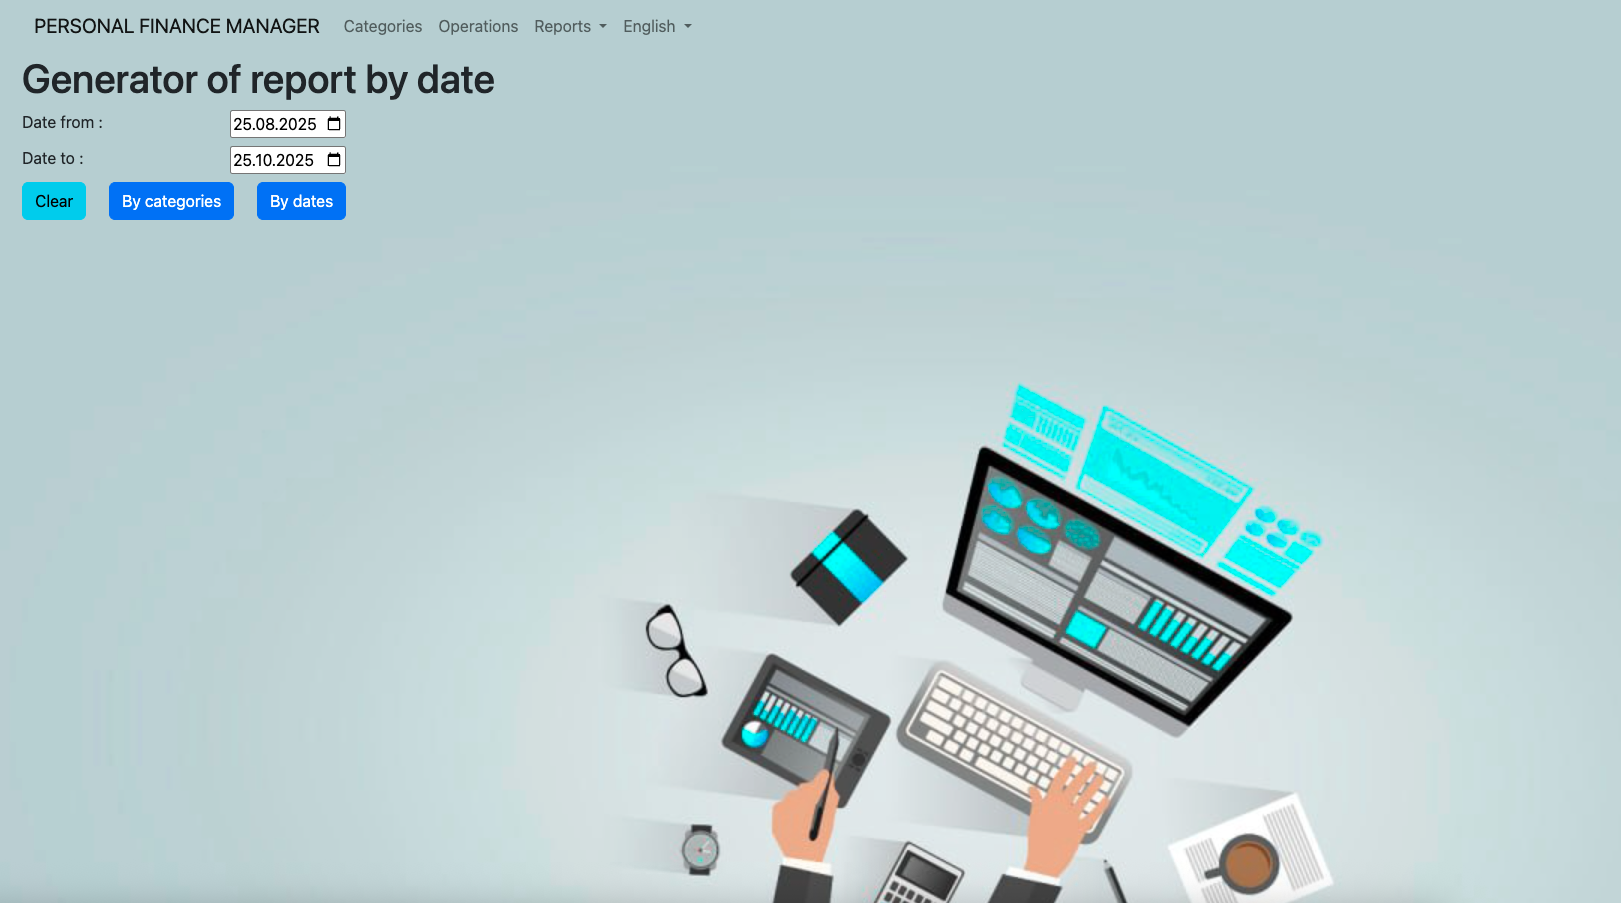 PERSONAL FINANCE MANAGER Categories Operations Reports English
Generator of report by date
Date from : 25.08.2025
Date to : 25.10.2025
Clear By categories By dates